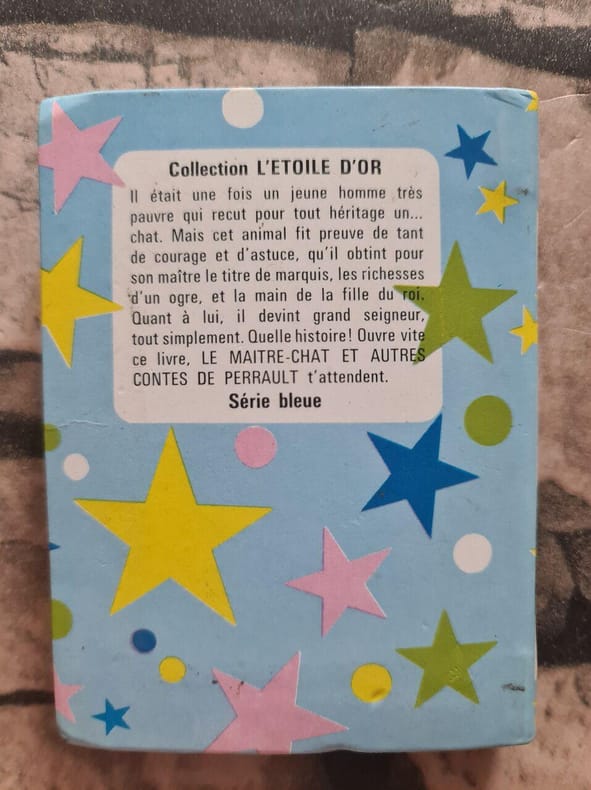 Collection L'ETOILE D'OR
Il était une fois un jeune homme très
pauvre qui recut pour tout héritage un...
chat. Mais cet animal fit preuve de tant
de courage et d'astuce, qu'il obtint pour
son maître le titre de marquis, les richesses
d'un ogre, et la main de la fille du roi.
Quant à lui, il devint grand seigneur,
tout simplement. Quelle histoire! Ouvre vite
ce livre, LE MAITRE-CHAT ET AUTRES
CONTES DE PERRAULT t'attendent.
Série bleue